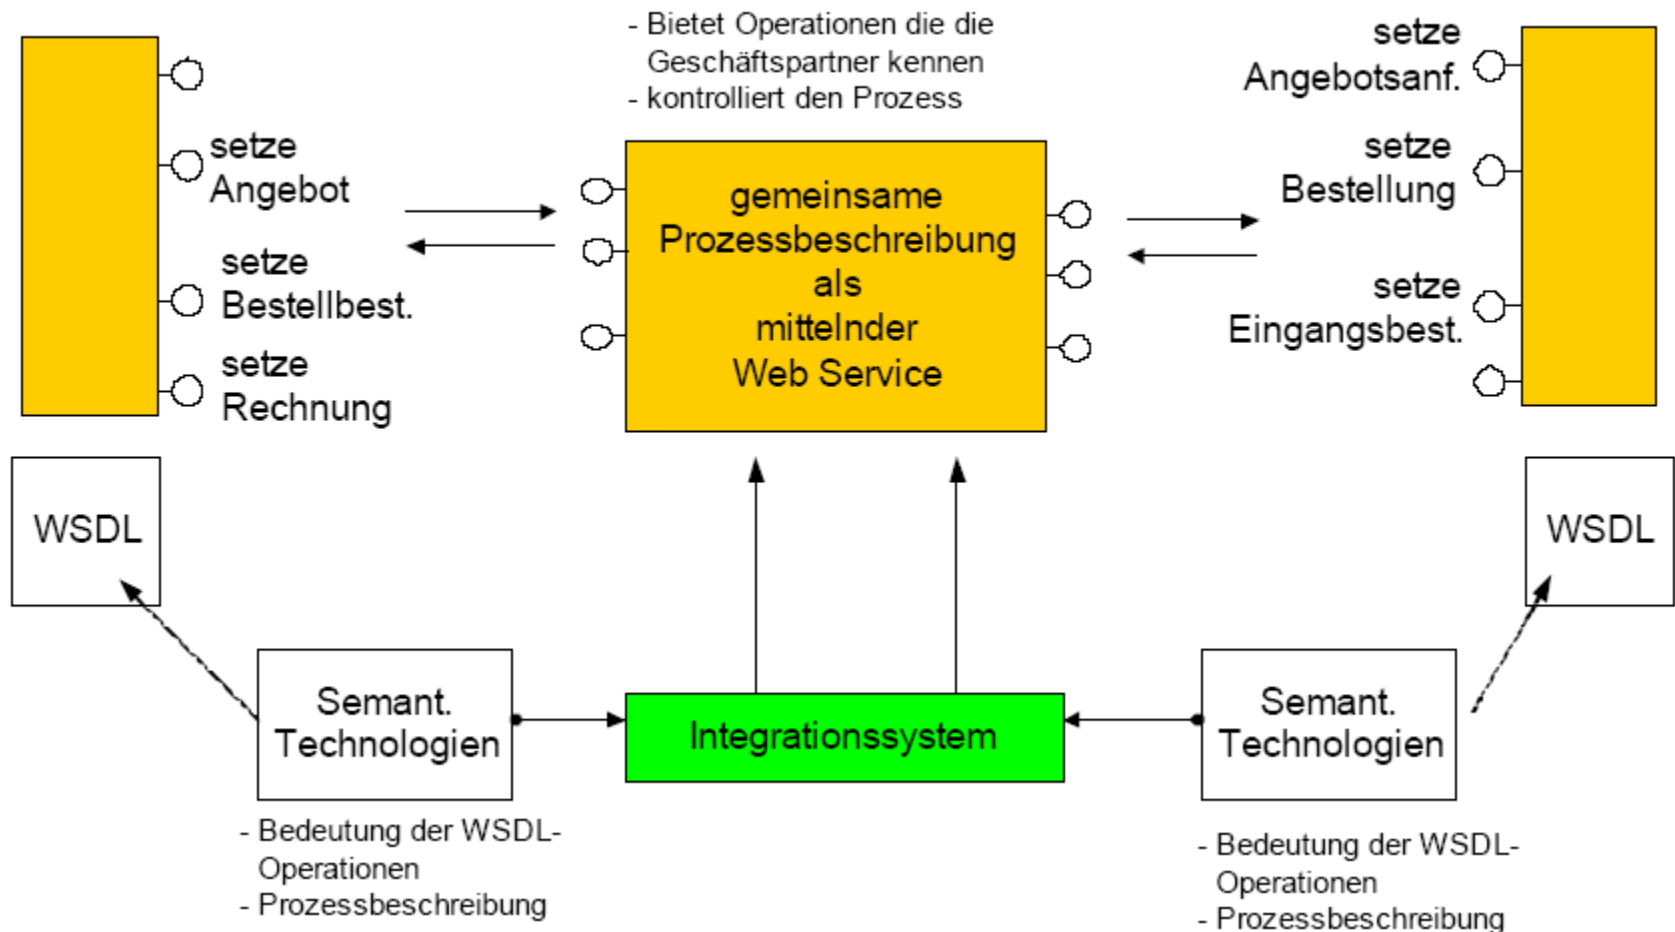 - Bietet Operationen die die
Geschäftspartner kennen
- kontrolliert den Prozess
setze
Angebot
setze
Bestellbest.
setze
Rechnung
gemeinsame
Prozessbeschreibung
als
mittelnder
Web Service
setze
Angebotsanf.
setze
Bestellung
setze
Eingangsbest.
WSDL
WSDL
Semant.
Technologien
Integrationssystem
Semant.
Technologien
- Bedeutung der WSDL-
Operationen
- Prozessbeschreibung
- Bedeutung der WSDL-
Operationen
- Prozessbeschreibung